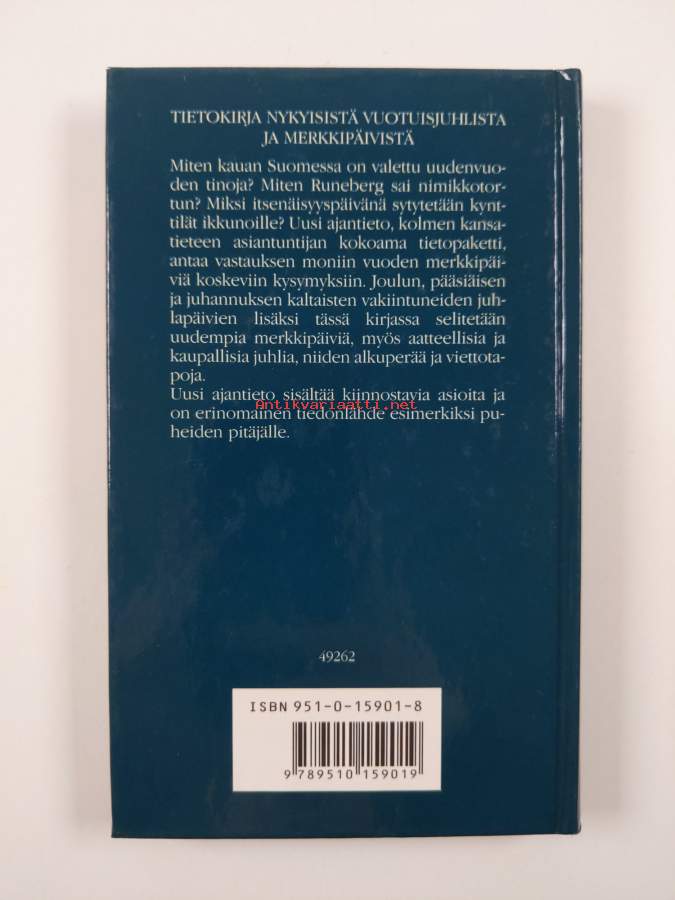 TIETOKIRJA NYKYISISTÄ VUOTUISJUHLISTA
JA MERKKIPÄIVISTÄ
Miten kauan Suomessa on valettu uudenvuo-
den tinoja? Miten Runeberg sai nimikkotor-
tun? Miksi itsenäisyyspäivänä sytytetään kynt-
tilät ikkunoille? Uusi ajantieto, kolmen kansa-
tieteen asiantuntijan kokoama tietopaketti,
antaa vastauksen moniin vuoden merkkipäi-
viä koskeviin kysymyksiin. Joulun, pääsiäisen
ja juhannuksen kaltaisten vakiintuneiden juh-
lapäivien lisäksi tässä kirjassa selitetään
uudempia merkkipäiviä, myös aatteellisia ja
kaupallisia juhlia, niiden alkuperää ja viettota-
poja.
Uusi ajantieto sisältää kiinnostavia asioita ja
Antikvariaatti.net
on erinomainen tiedonlähde esimerkiksi pu-
heiden pitäjälle.
49262
ISBN 951-0-15901-8
9 789510 159019